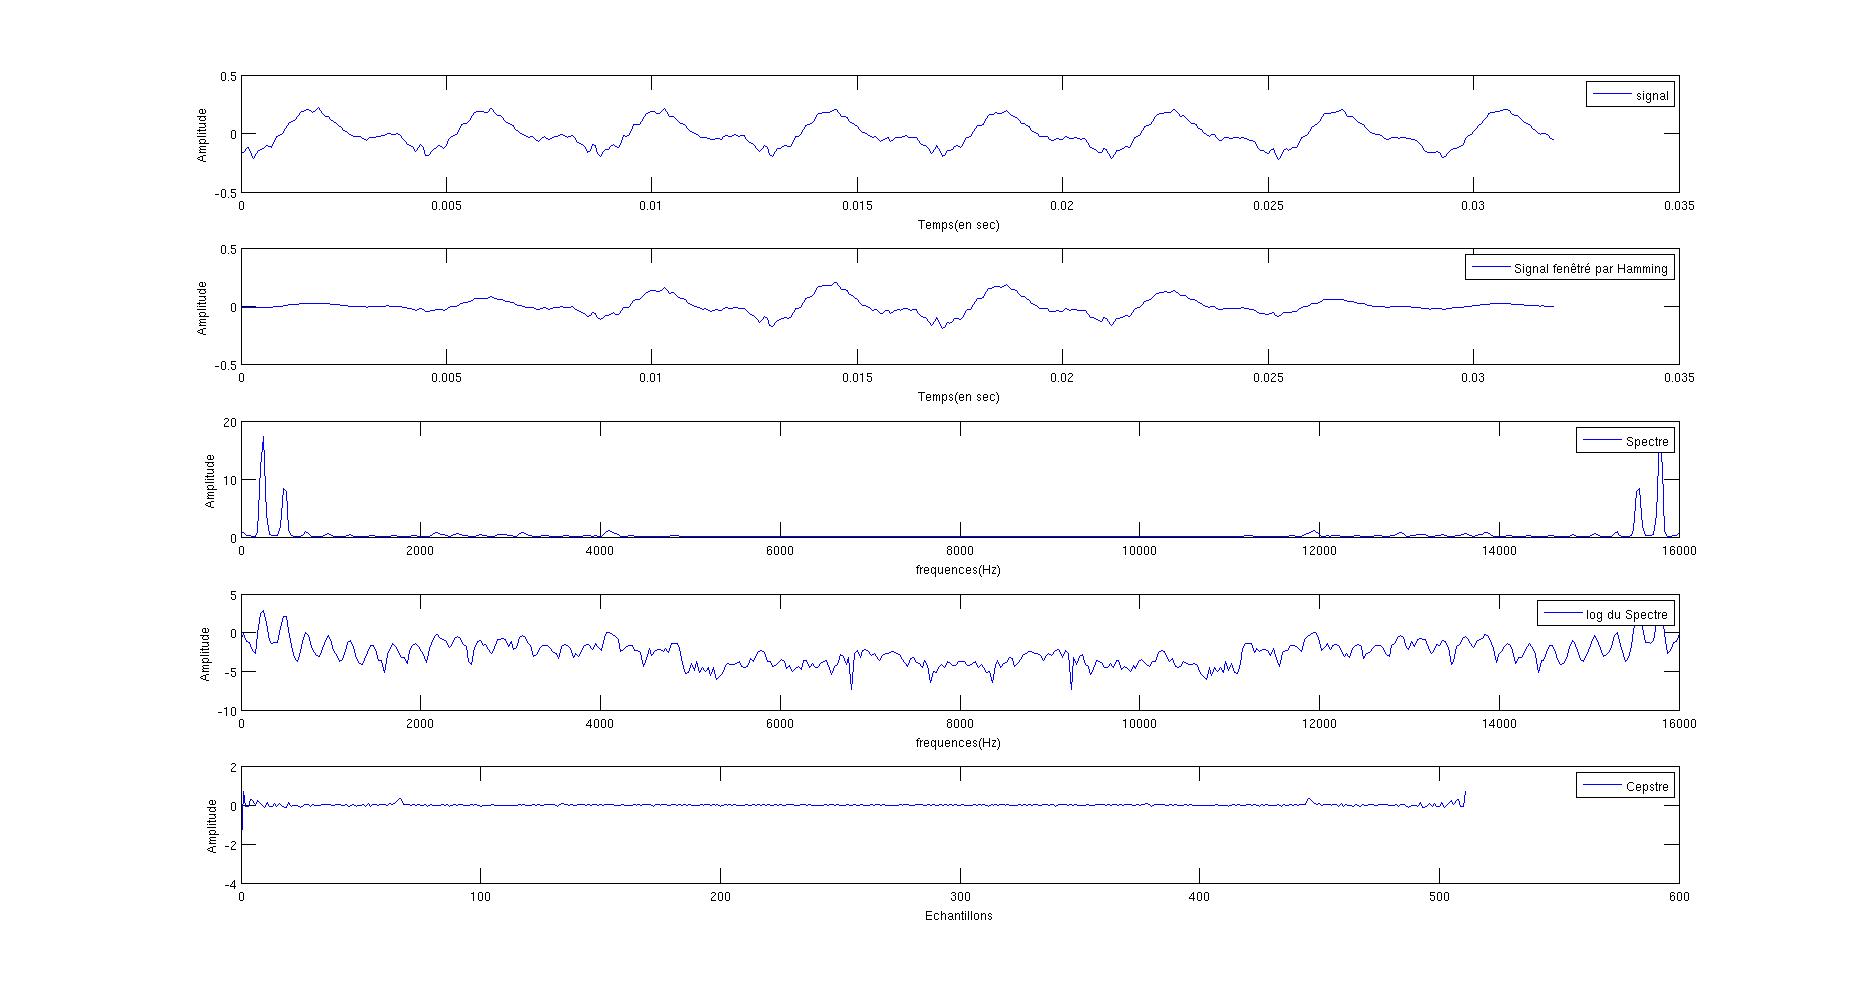 0.5
0
-0.5
Amplitude
signal
0 0.005 0.01 0.015 0.02 0.025 0.03 0.035
Temps(en sec)
0.5
0
-0.5
Amplitude
Signal fenêtré par Hamming
0 0.005 0.01 0.015 0.02 0.025 0.03 0.035
Temps(en sec)
20
10
0
Amplitude
Spectre
0 2000 4000 6000 8000 10000 12000 14000 16000
frequences(Hz)
5
0
-5
-10
Amplitude
log du Spectre
0 2000 4000 6000 8000 10000 12000 14000 16000
frequences(Hz)
2
0
-2
-4
Amplitude
Cepstre
0 100 200 300 400 500 600
Echantillons